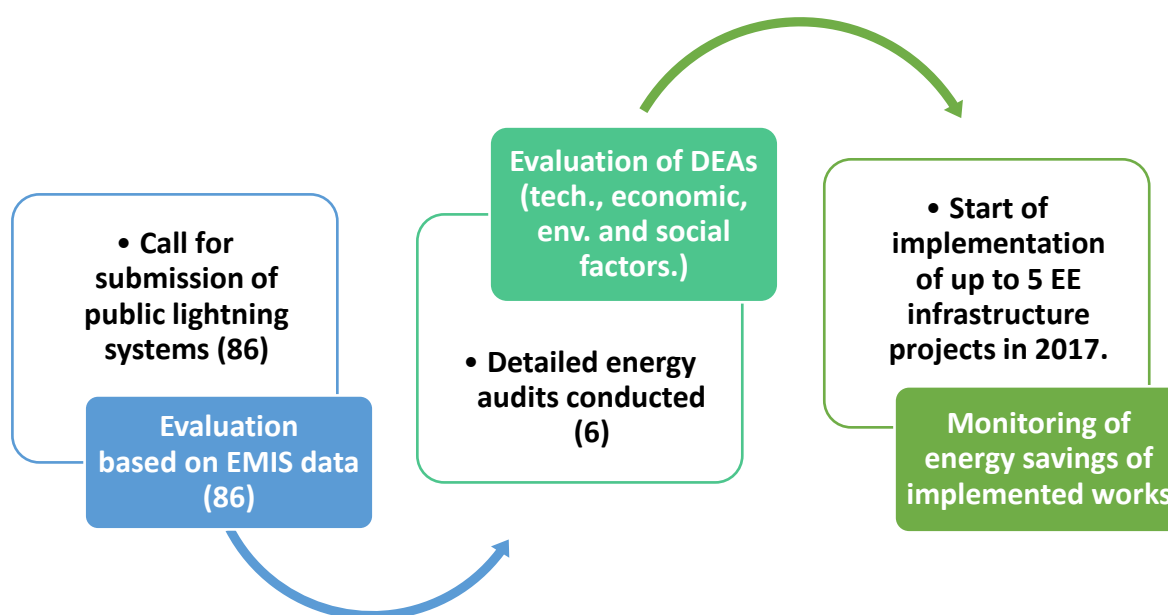 • Call for
submission of
public lightning
systems (86)
Evaluation
based on EMIS data
(86)
Evaluation of DEAs
(tech., economic,
env. and social
factors.)
• Detailed energy
audits conducted
(6)
• Start of
implementation
of up to 5 EE
infrastructure
projects in 2017.
Monitoring of
energy savings of
implemented works